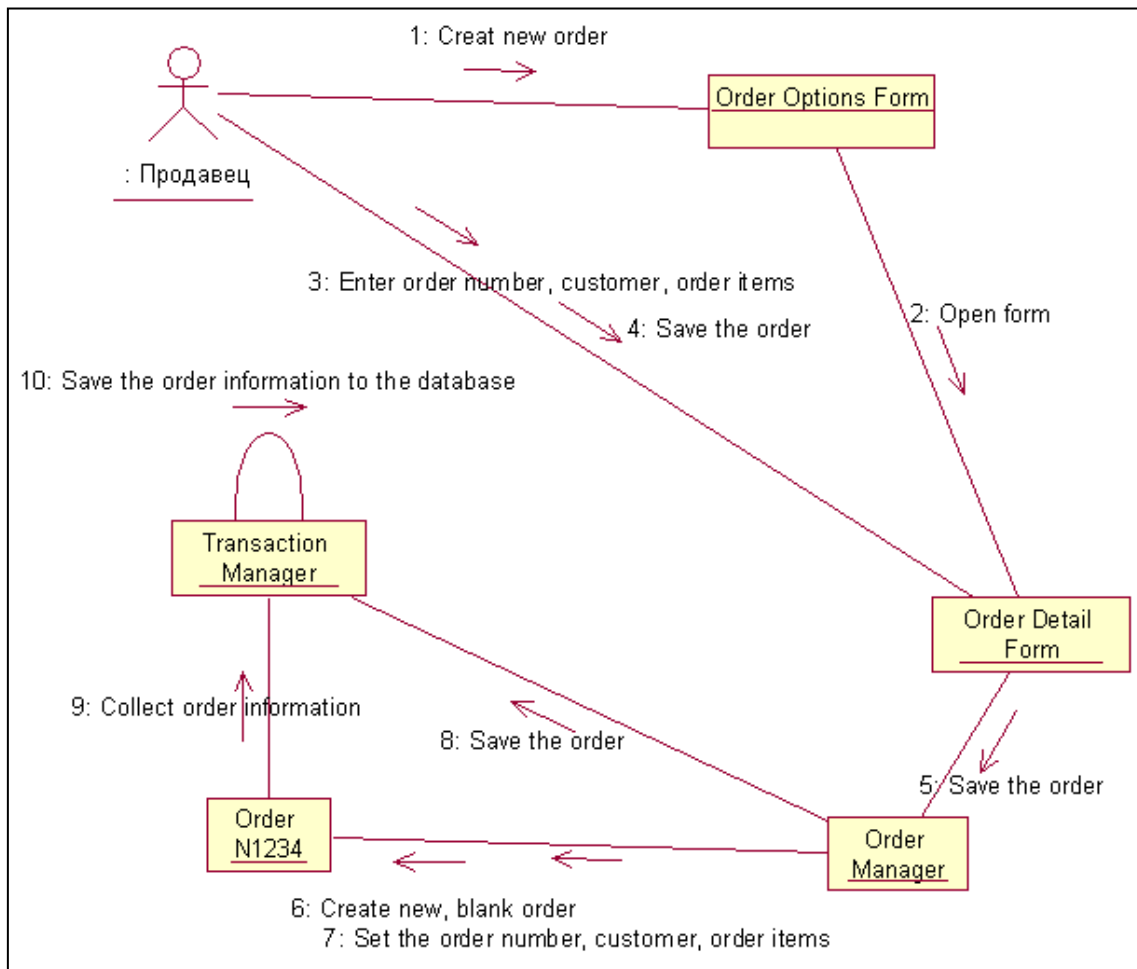 1: Creat new order
Order Options Form
: Продавец
3: Enter order number, customer, order items
2: Open form
4: Save the order
10: Save the order information to the database
Transaction
Manager
Order Detail
Form
9: Collect order information
8: Save the order
5: Save the order
Order
N1234
Order
Manager
6: Create new, blank order
7: Set the order number, customer, order items